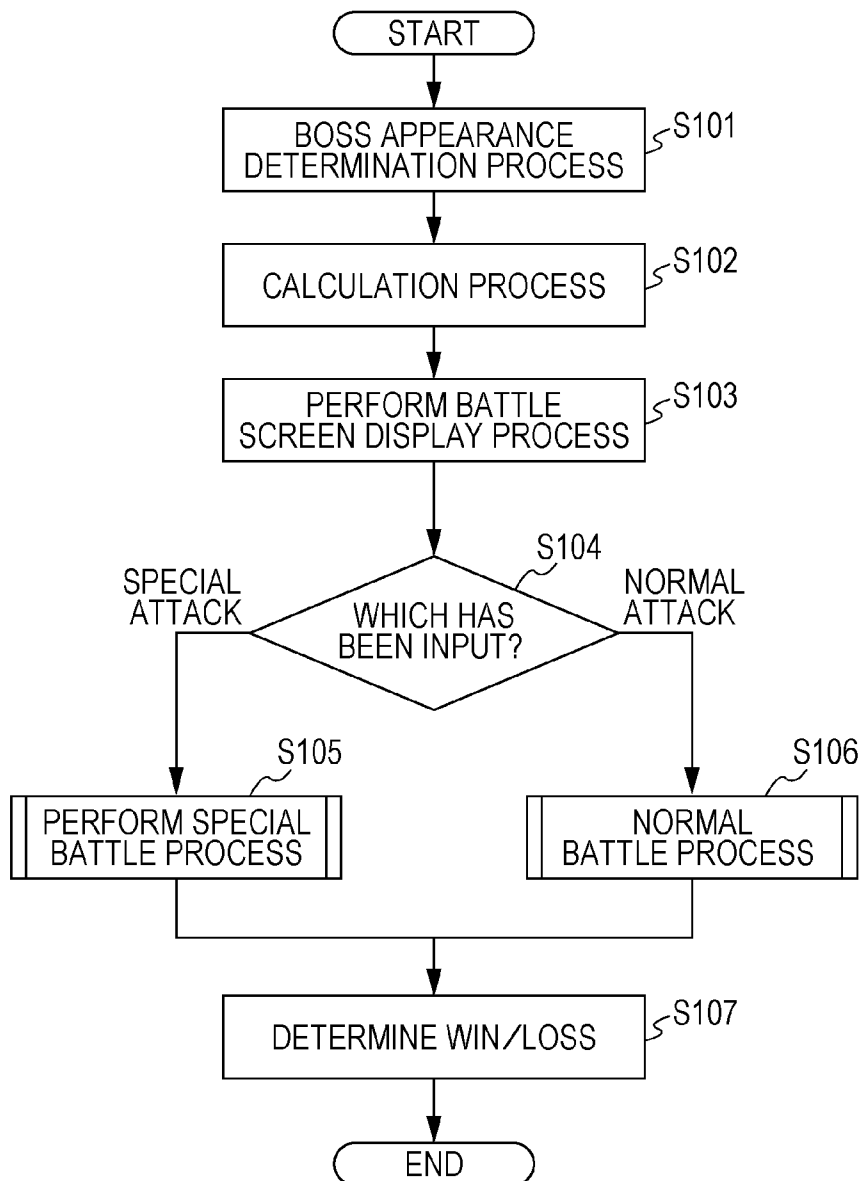 START
BOSS APPEARANCE
DETERMINATION PROCESS
S101
CALCULATION PROCESS
S102
PERFORM BATTLE
SCREEN DISPLAY PROCESS
S103
S104
SPECIAL
ATTACK
WHICH HAS
BEEN INPUT?
NORMAL
ATTACK
S105
PERFORM SPECIAL
BATTLE PROCESS
S106
NORMAL
BATTLE PROCESS
DETERMINE WIN/LOSS
S107
END